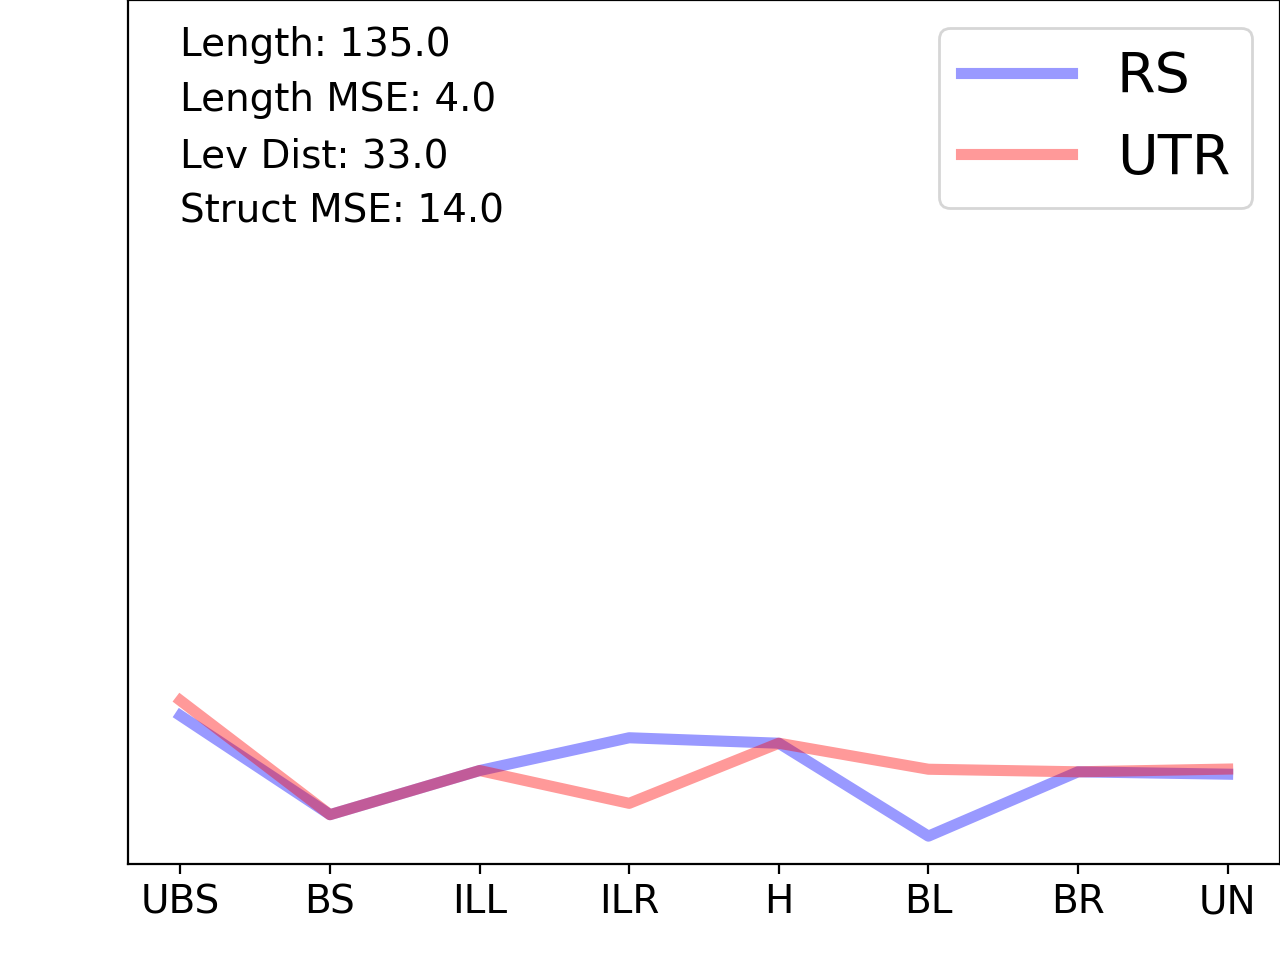 Length: 135.0
Length MSE: 4.0
Lev Dist: 33.0
Struct MSE: 14.0
RS
UTR
UBS BS ILL ILR H BL BR UN